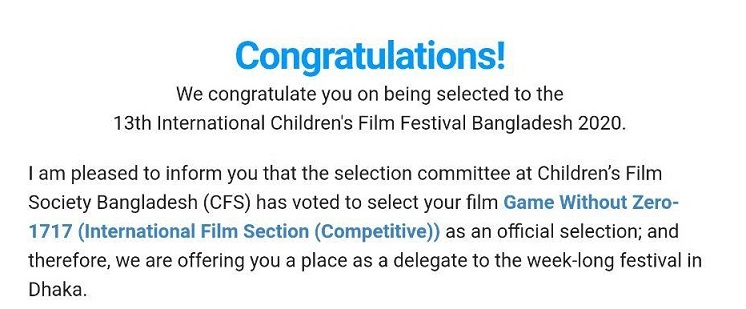 Congratulations!
We congratulate you on being selected to the
13th International Children's Film Festival Bangladesh 2020.
I am pleased to inform you that the selection committee at Children’s Film
Society Bangladesh (CFS) has voted to select your film Game Without Zero-
1717 (International Film Section (Competitive)) as an official selection; and
therefore, we are offering you a place as a delegate to the week-long festival in
Dhaka.